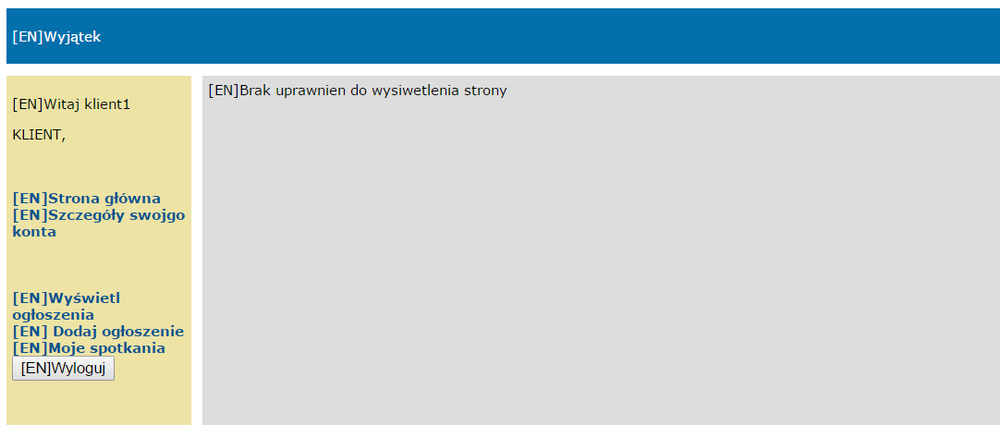 [EN]Wyjątek
[EN]Witaj klient1
KLIENT,
[EN]Strona główna
[EN]Szczegóły swojgo
konta
[EN]Wyświetl
ogłoszenia
[EN] Dodaj ogłoszenie
[EN]Moje spotkania
[EN]Wyloguj
[EN]Brak uprawnien do wysiwetlenia strony